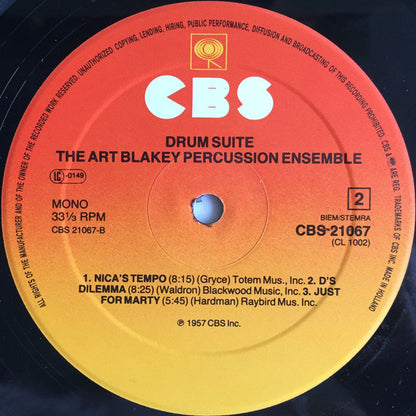 ALL RIGHTS OF THE MANUFACTURER AND OF THE OWNER OF THE RECORDED WORK RESERVED. UNAUTHORIZED COPYING, LENDING, HIRING, PUBLIC PERFORMANCE, DIFFUSION AND BROADCASTING OF THIS RECORDING PROHIBITED. CBS & ARE REG. TRADEMARKS OF CBS INC. MADE IN HOLLAND
CBS
DRUM SUITE
THE ART BLAKEY PERCUSSION ENSEMBLE
LC -0149
2
MONO
BIEM/STEMRA
33⅓ RPM
CBS-21067
CBS 21067-B
(CL 1002)
1. NICA'S TEMPO (8:15) (Gryce) Totem Mus., Inc. 2. D'S
DILEMMA (8:25) (Waldron) Blackwood Music, Inc. 3. JUST
FOR MARTY (5:45) (Hardman) Raybird Mus. Inc.
℗ 1957 CBS Inc.